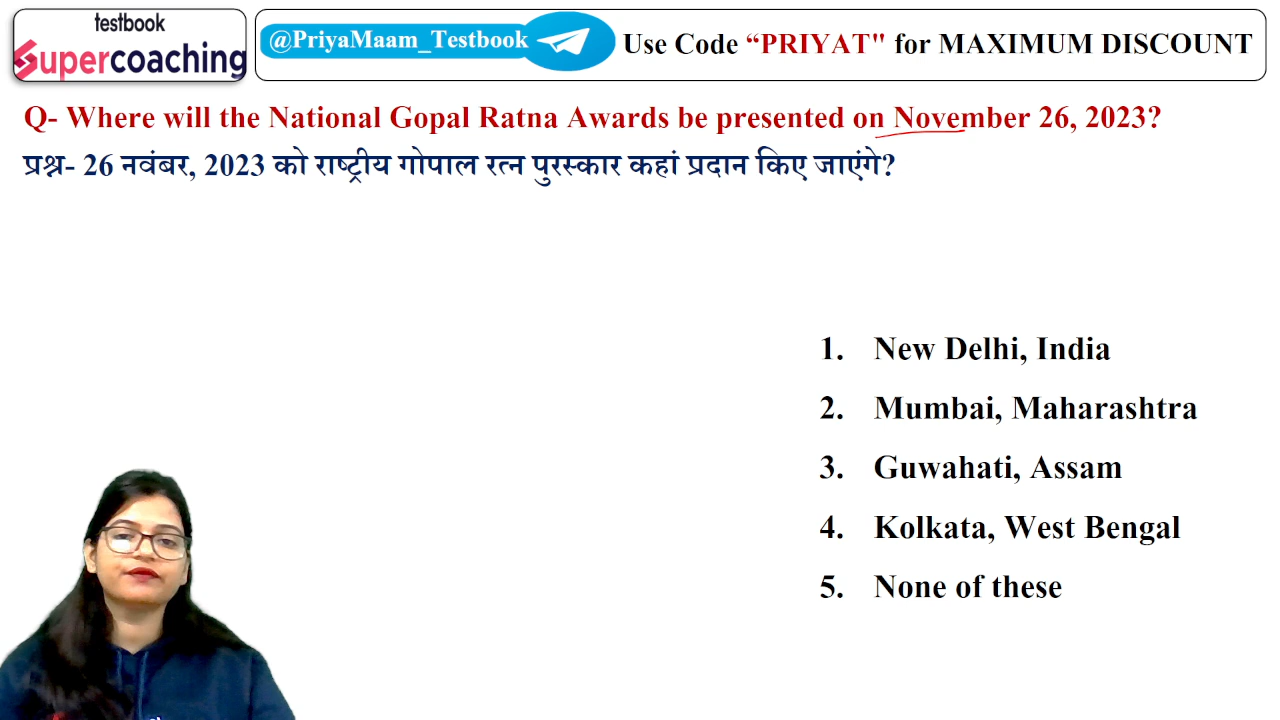 testbook
Supercoaching
@PriyaMaam_Testbook
Use Code “PRIYAT" for MAXIMUM DISCOUNT
Q- Where will the National Gopal Ratna Awards be presented on November 26, 2023?
प्रश्न- 26 नवंबर, 2023 को राष्ट्रीय गोपाल रत्न पुरस्कार कहां प्रदान किए जाएंगे?
1. New Delhi, India
2. Mumbai, Maharashtra
3. Guwahati, Assam
4. Kolkata, West Bengal
5. None of these